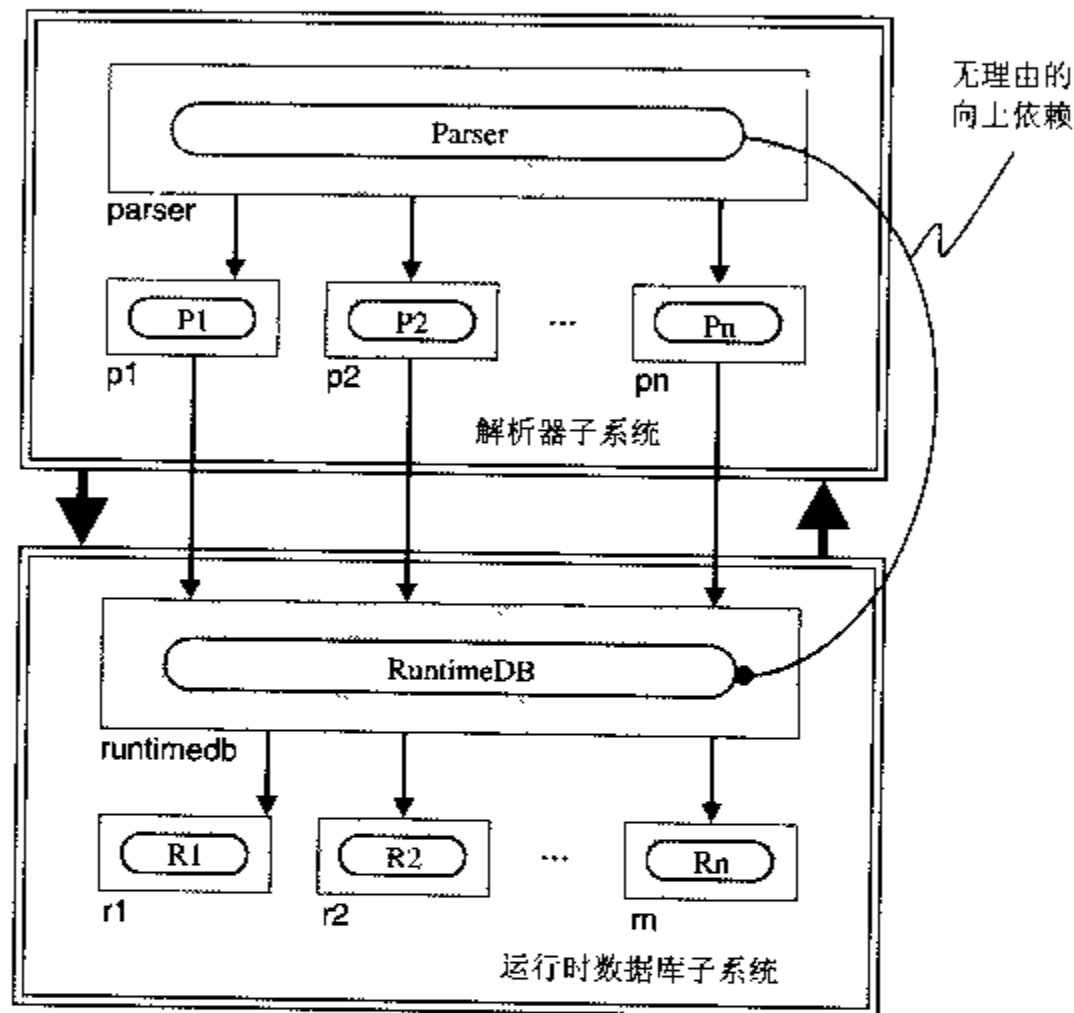 无理由的
向上依赖
Parser
parser
P1 P2 ... Pn
p1 p2 pn
解析器子系统
RuntimeDB
runtimedb
R1 R2 ... Rn
r1 r2 rn
运行时数据库子系统